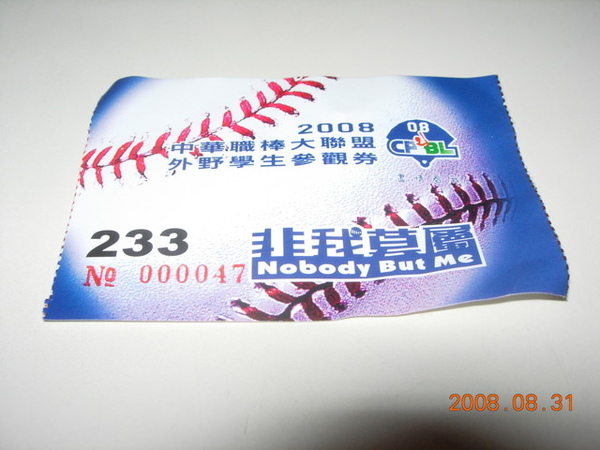 2008
中華職棒大聯盟
外野學生參觀券
08
CPBL
233
№ 000047
非我莫屬
Nobody But Me
2008.08.31